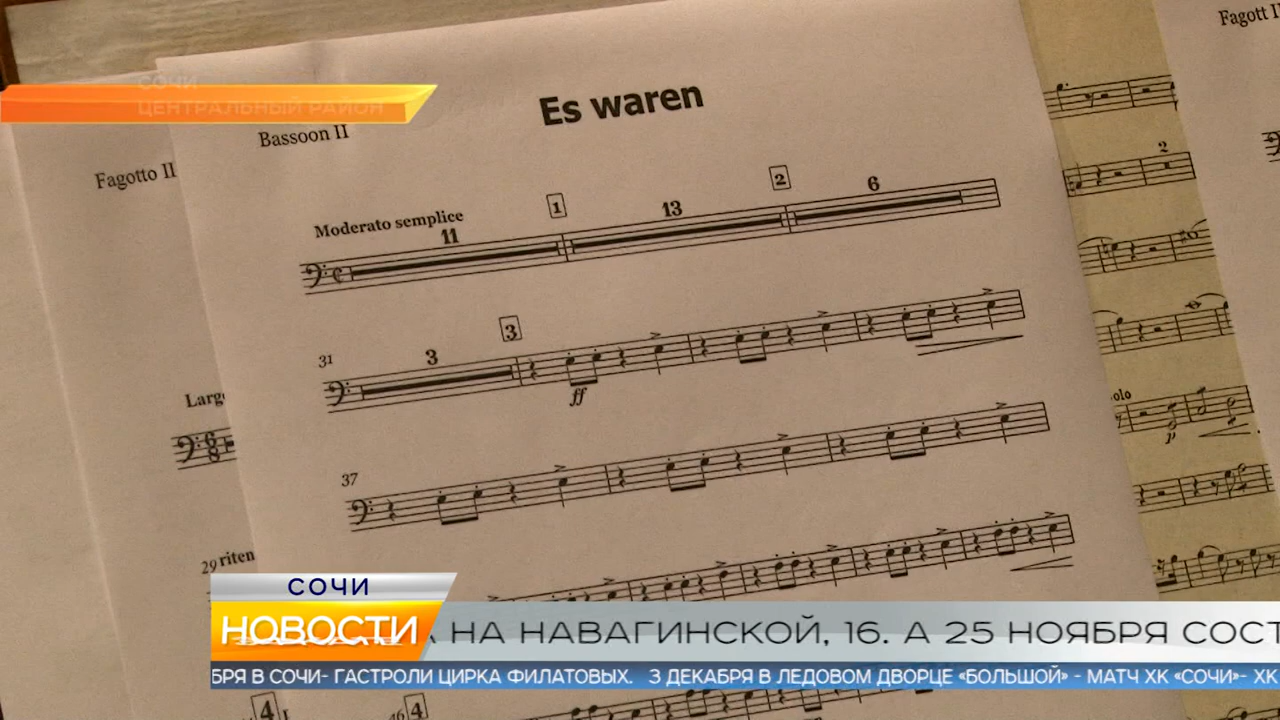 СОЧИ
ЦЕНТРАЛЬНЫЙ РАЙОН
Fagott
Es waren
Bassoon II
Fagotto II
Moderato semplice
11
1
13
2
6
2
31
3
3
ff
37
p
29 riten
СОЧИ
НОВОСТИ
НА НАВАГИНСКОЙ, 16. А 25 НОЯБРЯ СОСТ
БРЯ В СОЧИ- ГАСТРОЛИ ЦИРКА ФИЛАТОВЫХ. 3 ДЕКАБРЯ В ЛЕДОВОМ ДВОРЦЕ «БОЛЬШОЙ» - МАТЧ ХК «СОЧИ»- ХК
4
4